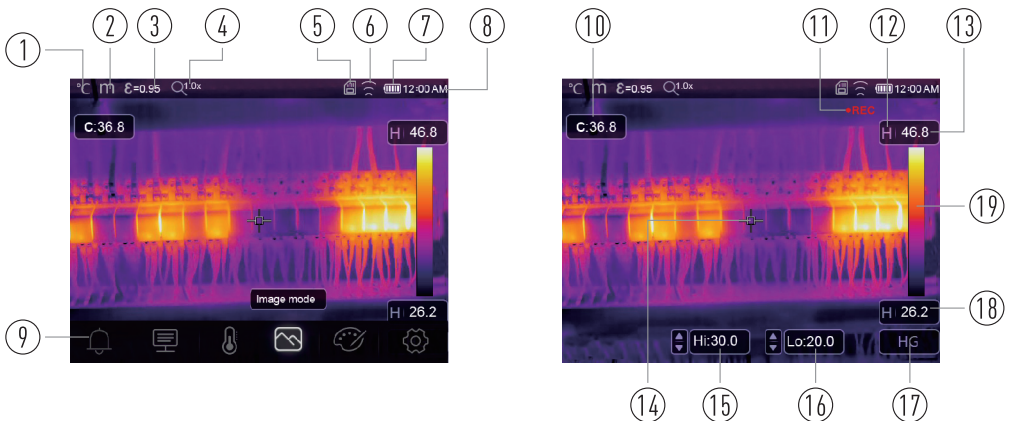 1 2 3 4 5 6 7 8
°C m ε=0.95 1.0x 12:00 AM
C:36.8
H 46.8
Image mode
H 26.2
9
10 11 12 13
°C m ε=0.95 1.0x 12:00 AM
REC
C:36.8
H 46.8
19
H 26.2
18
Hi:30.0 Lo:20.0 HG
14 15 16 17